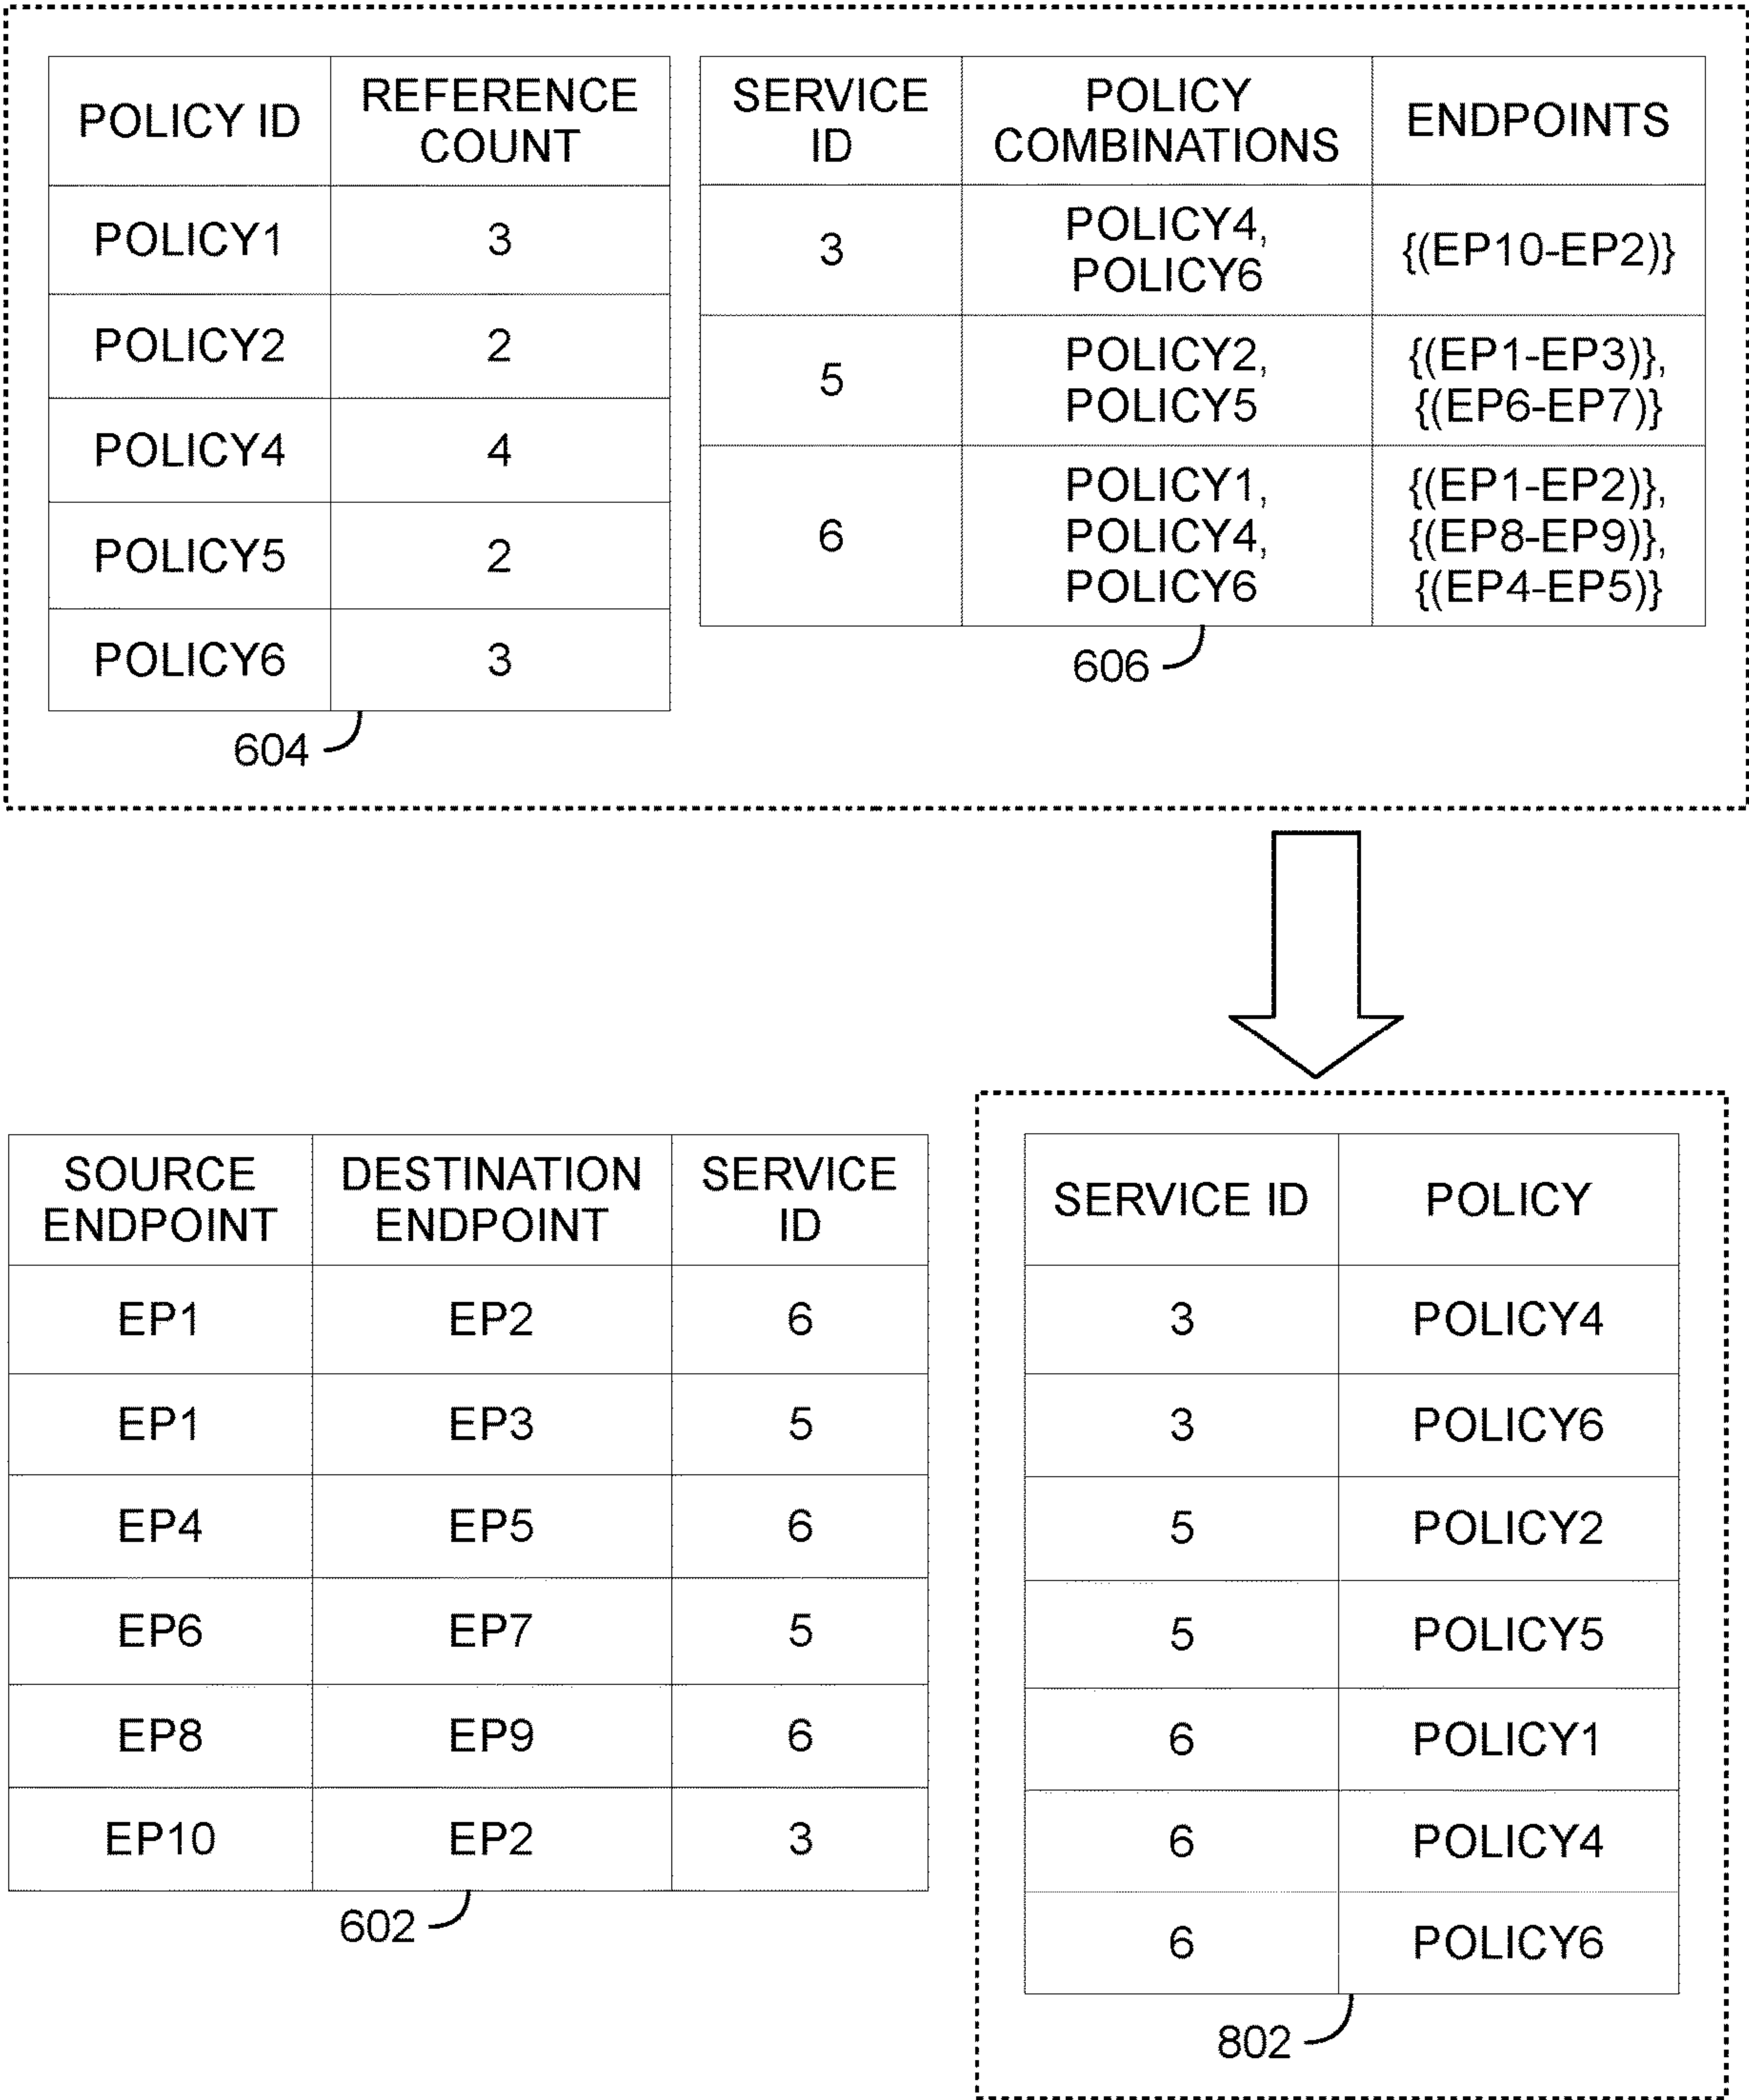 POLICY ID
REFERENCE
COUNT
POLICY1
3
POLICY2
2
POLICY4
4
POLICY5
2
POLICY6
3
604
SERVICE
ID
POLICY
COMBINATIONS
ENDPOINTS
3
POLICY4,
POLICY6
{(EP10-EP2)}
5
POLICY2,
POLICY5
{(EP1-EP3)},
{(EP6-EP7)}
6
POLICY1,
POLICY4,
POLICY6
{(EP1-EP2)},
{(EP8-EP9)},
{(EP4-EP5)}
606
SOURCE
ENDPOINT
DESTINATION
ENDPOINT
SERVICE
ID
EP1
EP2
6
EP1
EP3
5
EP4
EP5
6
EP6
EP7
5
EP8
EP9
6
EP10
EP2
3
602
SERVICE ID
POLICY
3
POLICY4
3
POLICY6
5
POLICY2
5
POLICY5
6
POLICY1
6
POLICY4
6
POLICY6
802